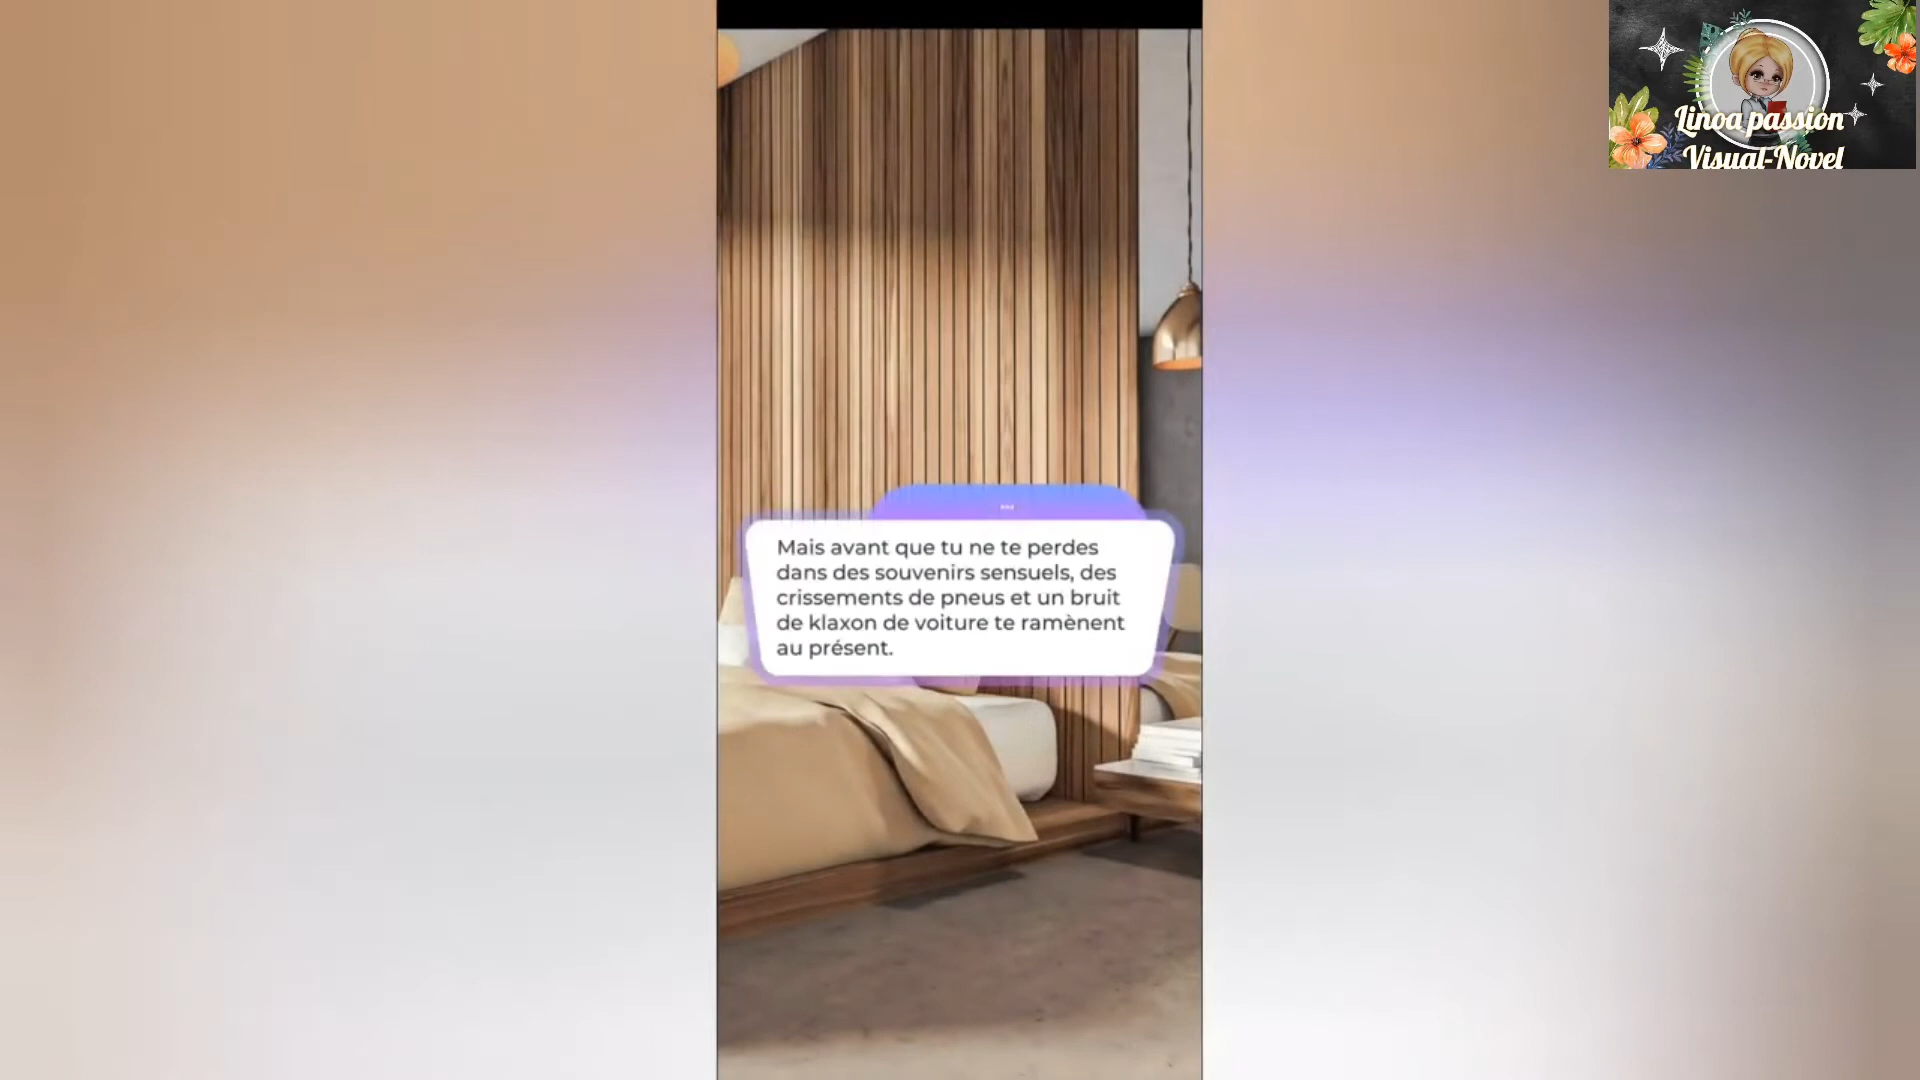 Linoa passion
Visual-Novel
Mais avant que tu ne te perdes
dans des souvenirs sensuels, des
crissements de pneus et un bruit
de klaxon de voiture te ramènent
au présent.